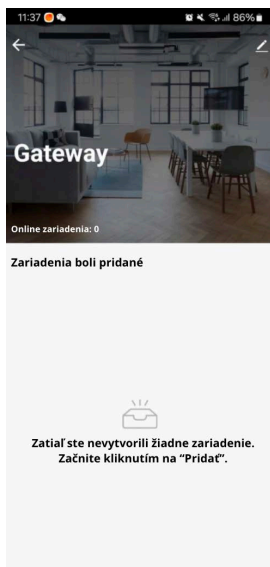 11:37 86%
Gateway
Online zariadenia: 0
Zariadenia boli pridané
Zatiaľ ste nevytvorili žiadne zariadenie.
Začnite kliknutím na “Pridať”.